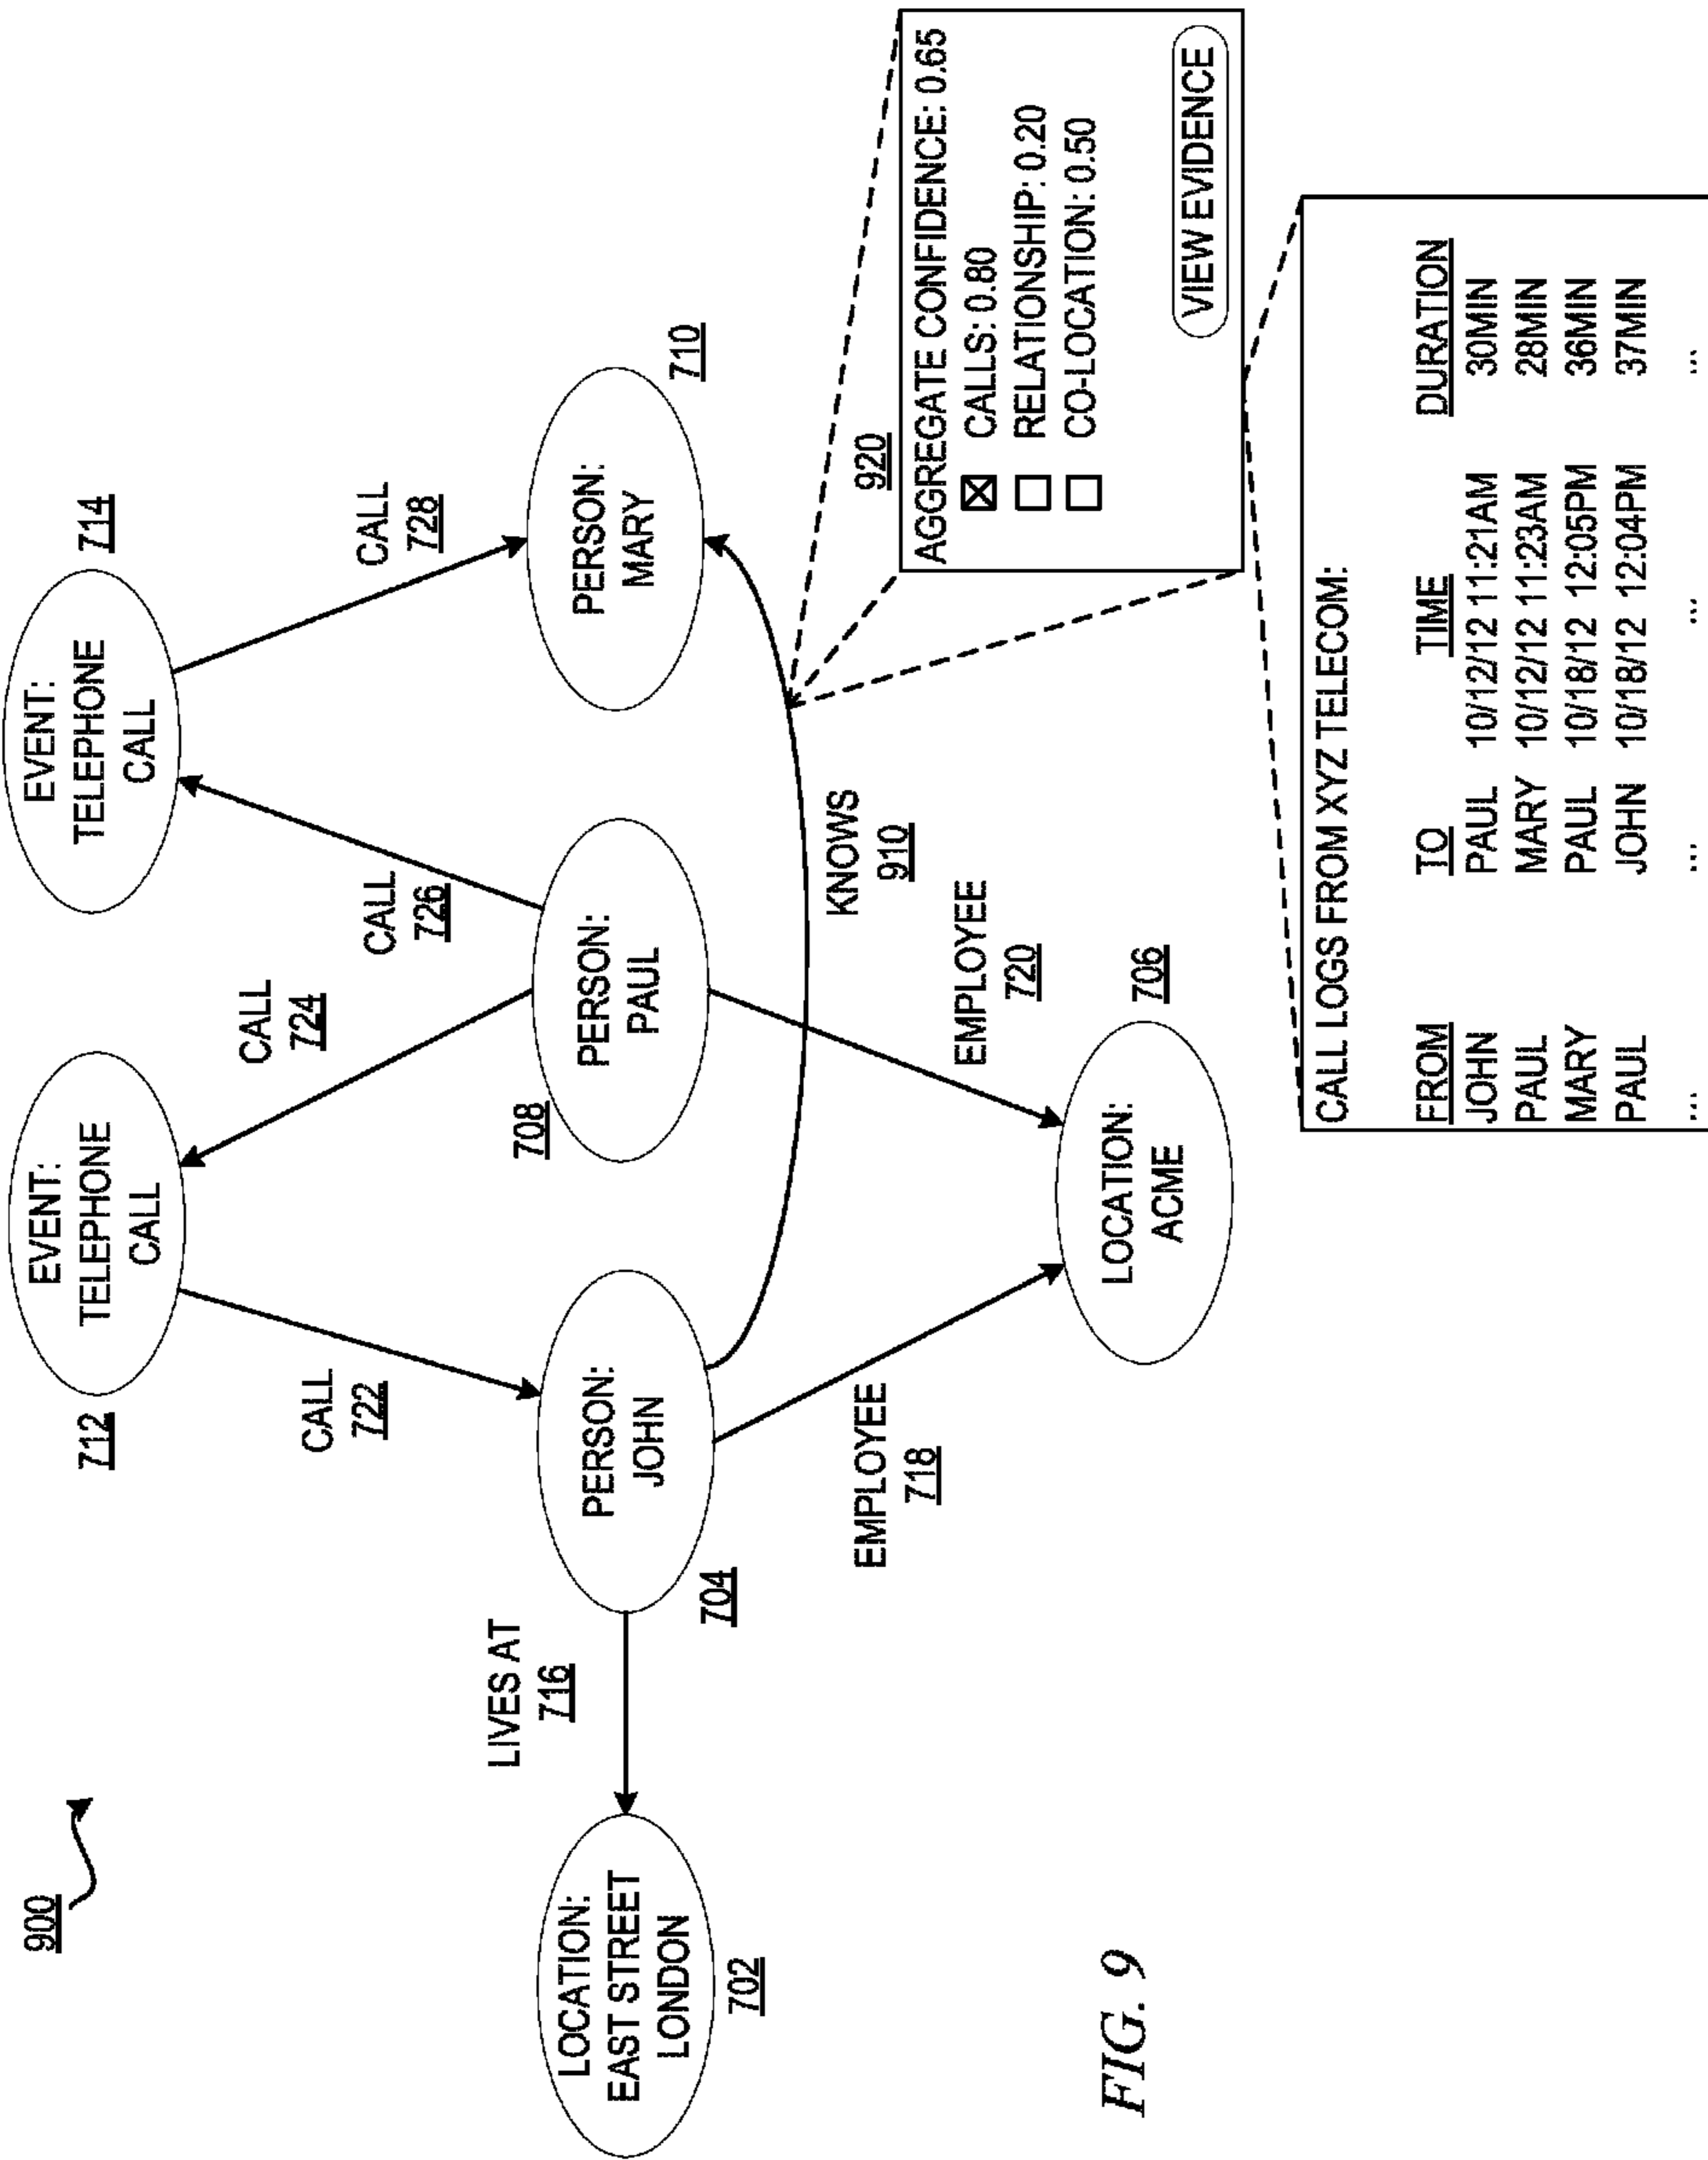 900
EVENT:
TELEPHONE
CALL
712
EVENT:
TELEPHONE
CALL
714
CALL
722
CALL
724
CALL
726
CALL
728
LIVES AT
716
LOCATION:
EAST STREET
LONDON
702
PERSON:
JOHN
704
PERSON:
PAUL
708
PERSON:
MARY
710
KNOWS
910
EMPLOYEE
718
EMPLOYEE
720
LOCATION:
ACME
706
920
AGGREGATE CONFIDENCE: 0.65
CALLS: 0.80
RELATIONSHIP: 0.20
CO-LOCATION: 0.50
VIEW EVIDENCE
CALL LOGS FROM XYZ TELECOM:
FROM TO TIME DURATION
JOHN PAUL 10/12/12 11:21AM 30MIN
PAUL MARY 10/12/12 11:23AM 28MIN
MARY PAUL 10/18/12 12:05PM 36MIN
PAUL JOHN 10/18/12 12:04PM 37MIN
... ... ... ...
FIG. 9